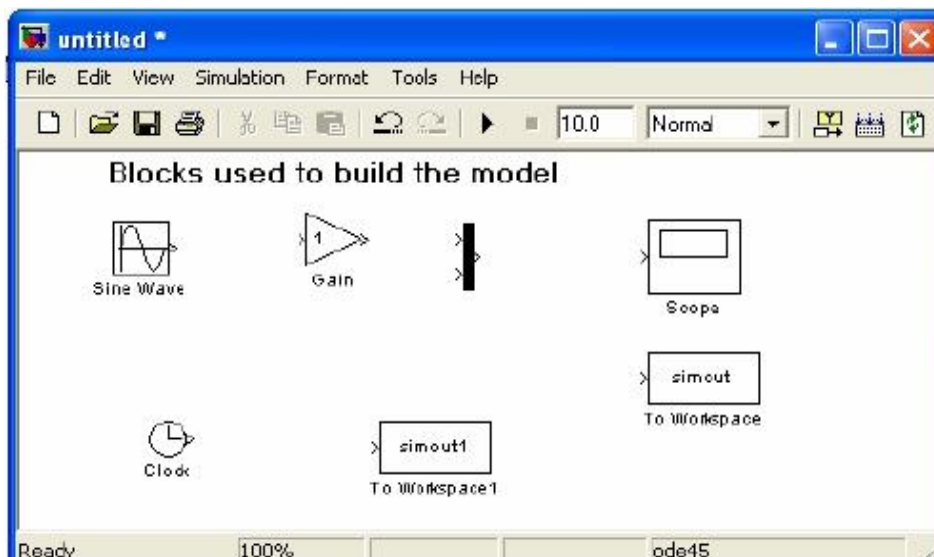 untitled *
File Edit View Simulation Format Tools Help
10.0 Normal
Blocks used to build the model
1
Sine Wave
Gain
Scope
simout
To Workspace
Clock
simout1
To Workspace1
Ready 100% ode45